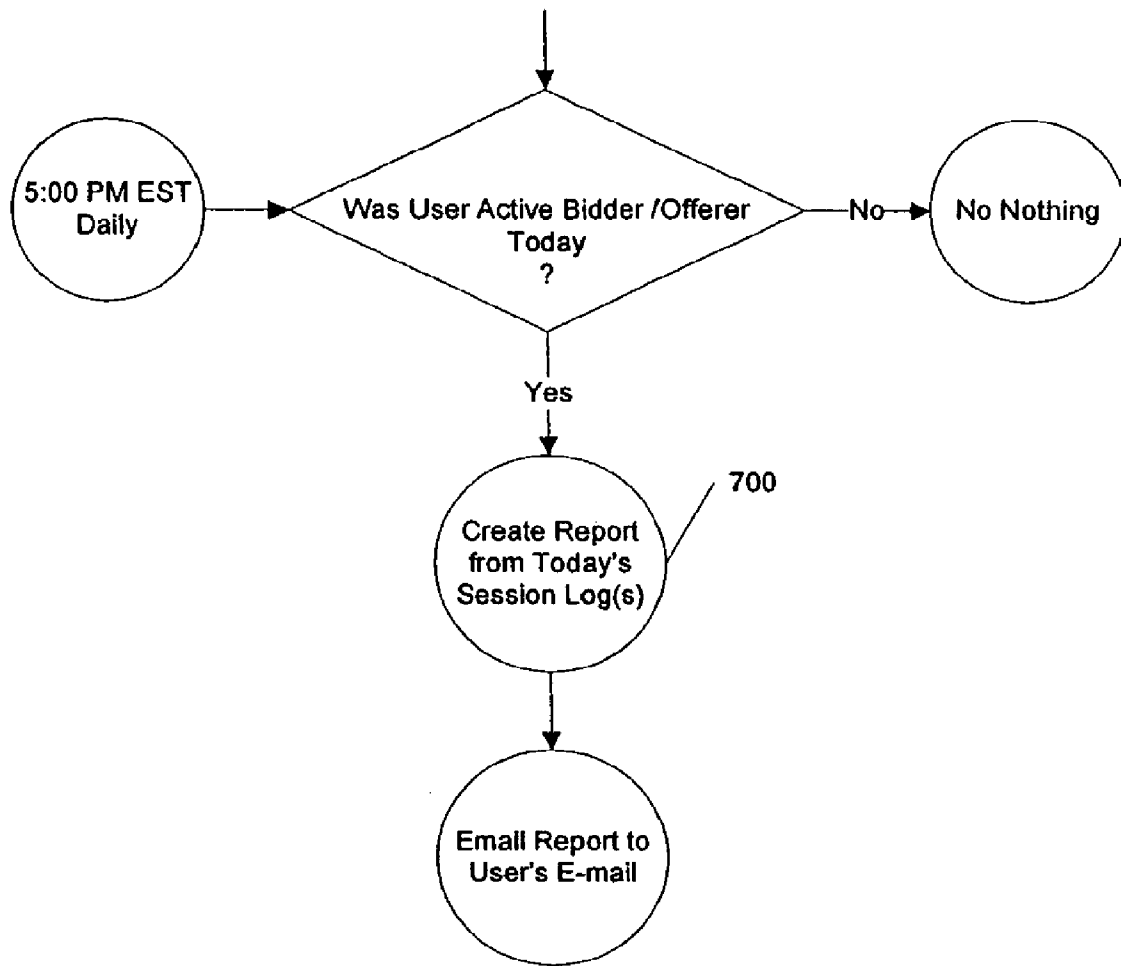 5:00 PM EST
Daily
Was User Active Bidder /Offerer
Today
?
No
No Nothing
Yes
700
Create Report
from Today's
Session Log(s)
Email Report to
User's E-mail